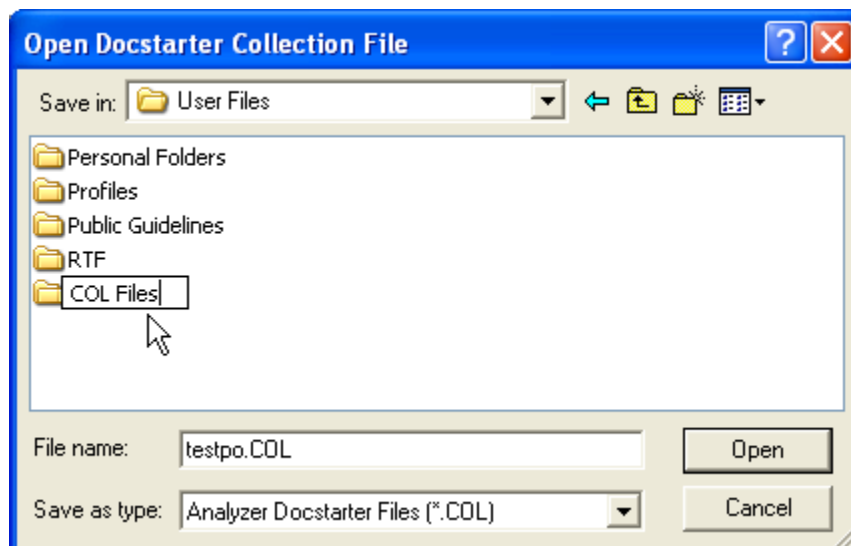 Open Docstarter Collection File
Save in: User Files
Personal Folders
Profiles
Public Guidelines
RTF
COL Files
File name: testpo.COL Open
Save as type: Analyzer Docstarter Files (*.COL) Cancel